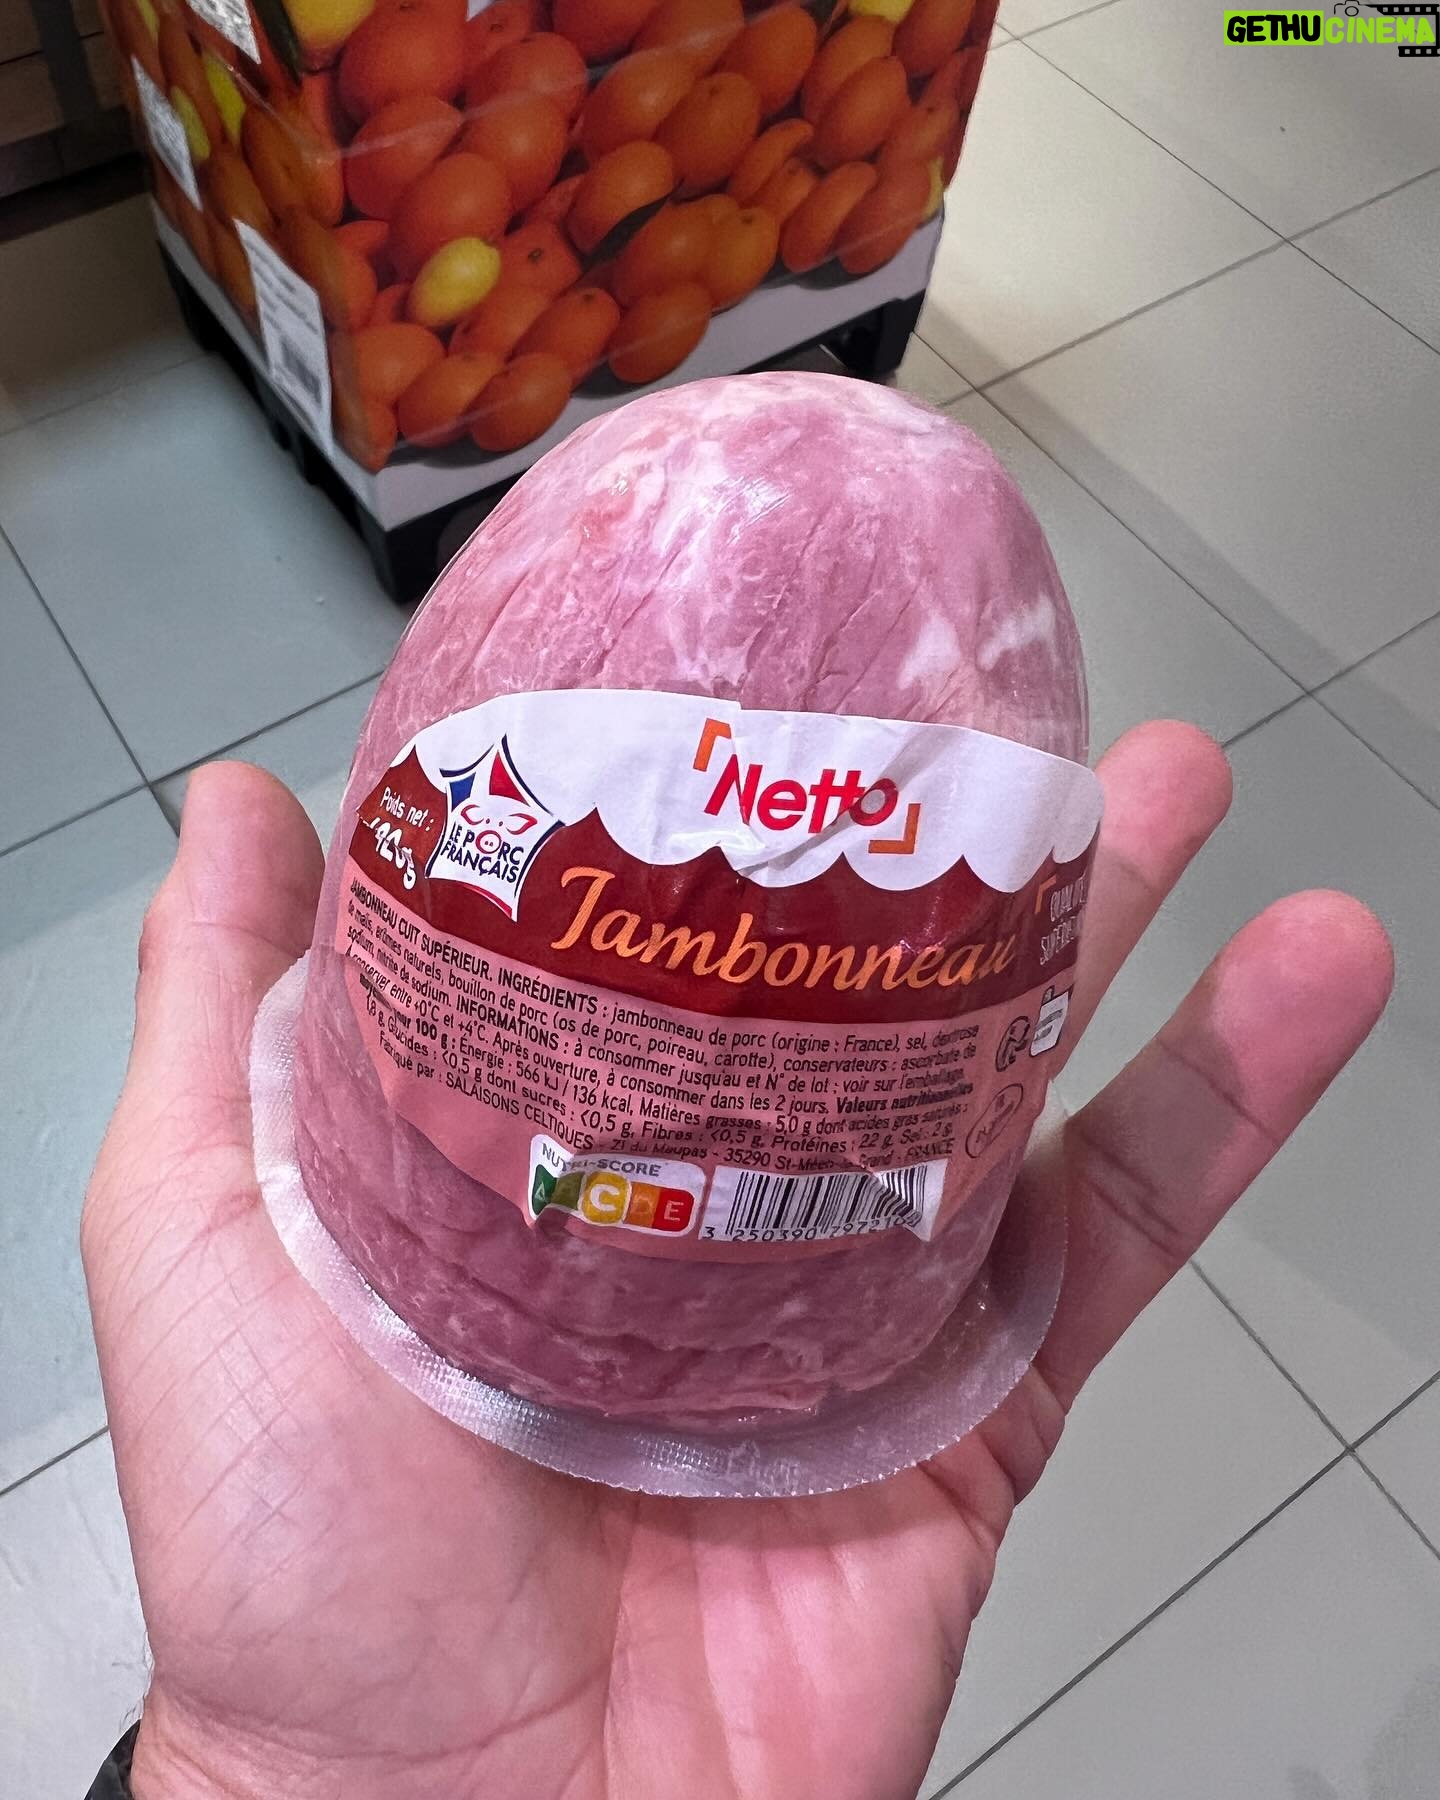 GETHUCINEMA
Netto
Poids net :
LE PORC
FRANÇAIS
Jambonneau
JAMBONNEAU CUIT SUPÉRIEUR. INGRÉDIENTS : jambonneau de porc (origine : France), sel, dextrose
de maïs, arômes naturels, bouillon de porc (os de porc, poireau, carotte), conservateurs : ascorbate de
sodium, nitrite de sodium. INFORMATIONS : à consommer jusqu'au et N° de lot : voir sur l'emballage.
A conserver entre +0°C et +4°C. Après ouverture, à consommer dans les 2 jours. Valeurs nutritionnelles
pour 100 g : Énergie : 566 kJ / 136 kcal, Matières grasses : 5,0 g dont acides gras saturés :
1,8 g, Glucides : <0,5 g dont sucres : <0,5 g, Fibres : <0,5 g, Protéines : 22 g, Sel : 2 g.
Fabriqué par : SALAISONS CELTIQUES - ZI du Maupas - 35290 St-Méen-le-Grand - FRANCE
NUTRI-SCORE
A C D E
3 250390